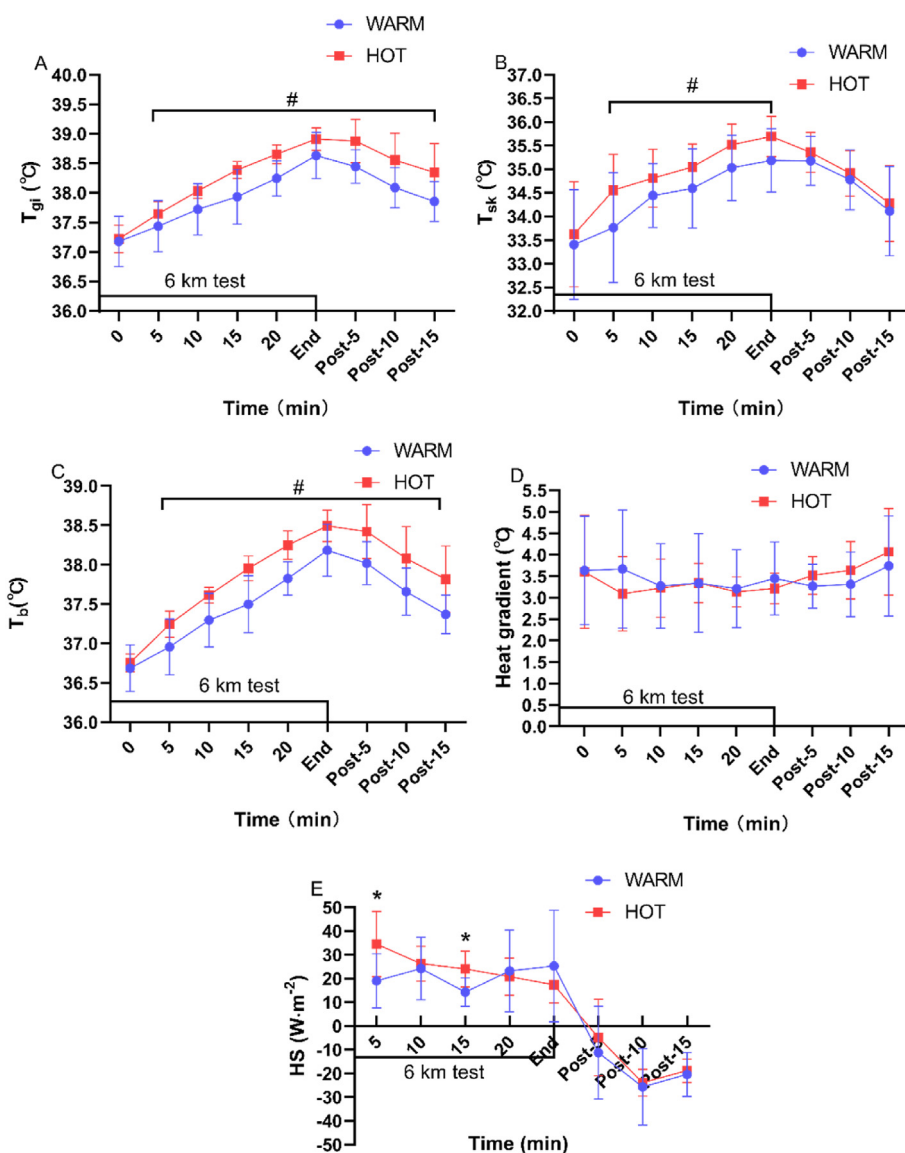 WARM
HOT
A
40.0
39.5
39.0
38.5
38.0
37.5
37.0
36.5
36.0
Tgi (℃)
#
6 km test
0
5
10
15
20
End
Post-5
Post-10
Post-15
Time (min)
WARM
HOT
B
37.0
36.5
36.0
35.5
35.0
34.5
34.0
33.5
33.0
32.5
32.0
Tsk (℃)
#
6 km test
0
5
10
15
20
End
Post-5
Post-10
Post-15
Time (min)
WARM
HOT
C
39.0
38.5
38.0
37.5
37.0
36.5
36.0
Tb (℃)
#
6 km test
0
5
10
15
20
End
Post-5
Post-10
Post-15
Time (min)
WARM
HOT
D
5.5
5.0
4.5
4.0
3.5
3.0
2.5
2.0
1.5
1.0
0.5
0.0
Heat gradient (℃)
6 km test
0
5
10
15
20
End
Post-5
Post-10
Post-15
Time (min)
WARM
HOT
E
50
40
30
20
10
0
-10
-20
-30
-40
-50
HS (W·m-2)
*
*
5
10
15
20
End
Post-5
Post-10
Post-15
6 km test
Time (min)